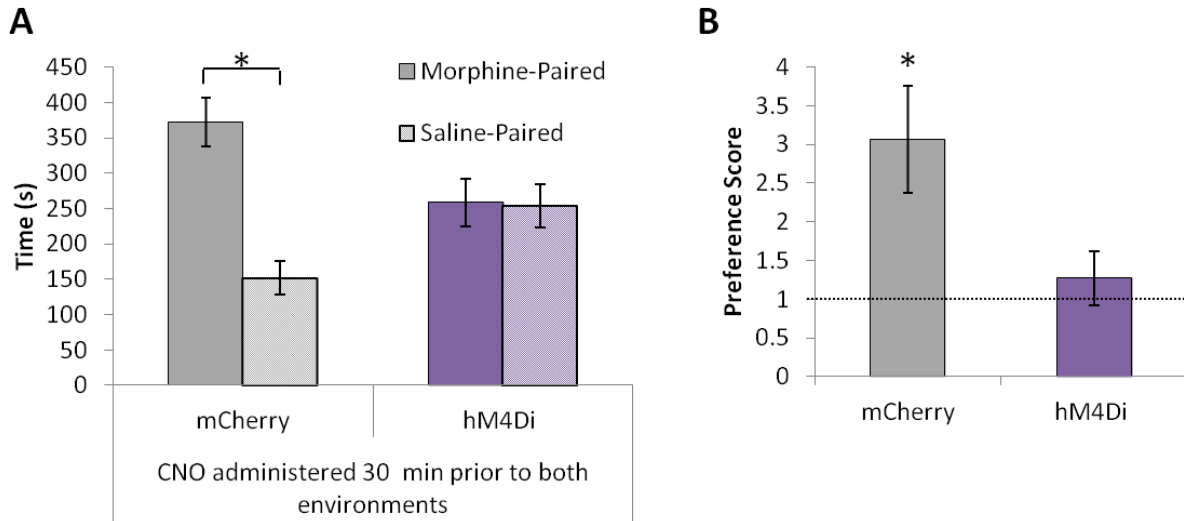 A
450
400
350
300
250
200
150
100
50
0
Time (s)
*
Morphine-Paired
Saline-Paired
mCherry
hM4Di
CNO administered 30 min prior to both
environments
B
4
3.5
3
2.5
2
1.5
1
0.5
0
Preference Score
*
mCherry
hM4Di